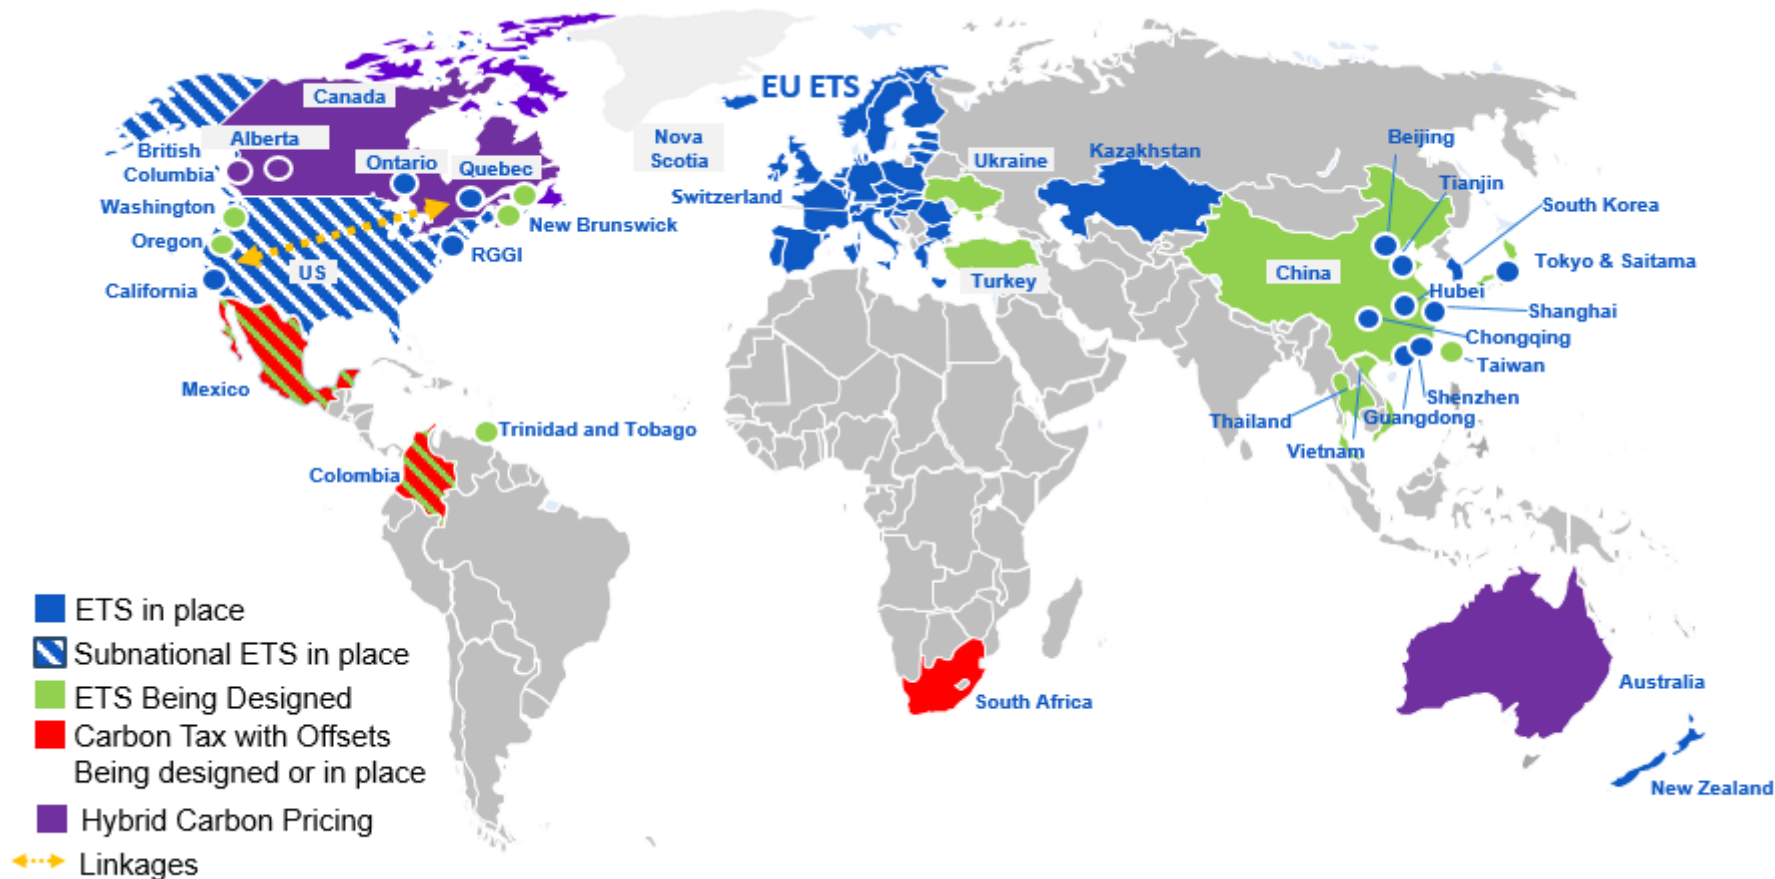 EU ETS
Canada
Alberta
British
Columbia
Ontario
Quebec
Nova
Scotia
Washington
Oregon
New Brunswick
RGGI
US
California
Mexico
Trinidad and Tobago
Colombia
Switzerland
Ukraine
Kazakhstan
Turkey
Beijing
Tianjin
South Korea
China
Tokyo & Saitama
Hubei
Shanghai
Chongqing
Taiwan
Shenzhen
Guangdong
Thailand
Vietnam
South Africa
Australia
New Zealand
ETS in place
Subnational ETS in place
ETS Being Designed
Carbon Tax with Offsets
Being designed or in place
Hybrid Carbon Pricing
Linkages